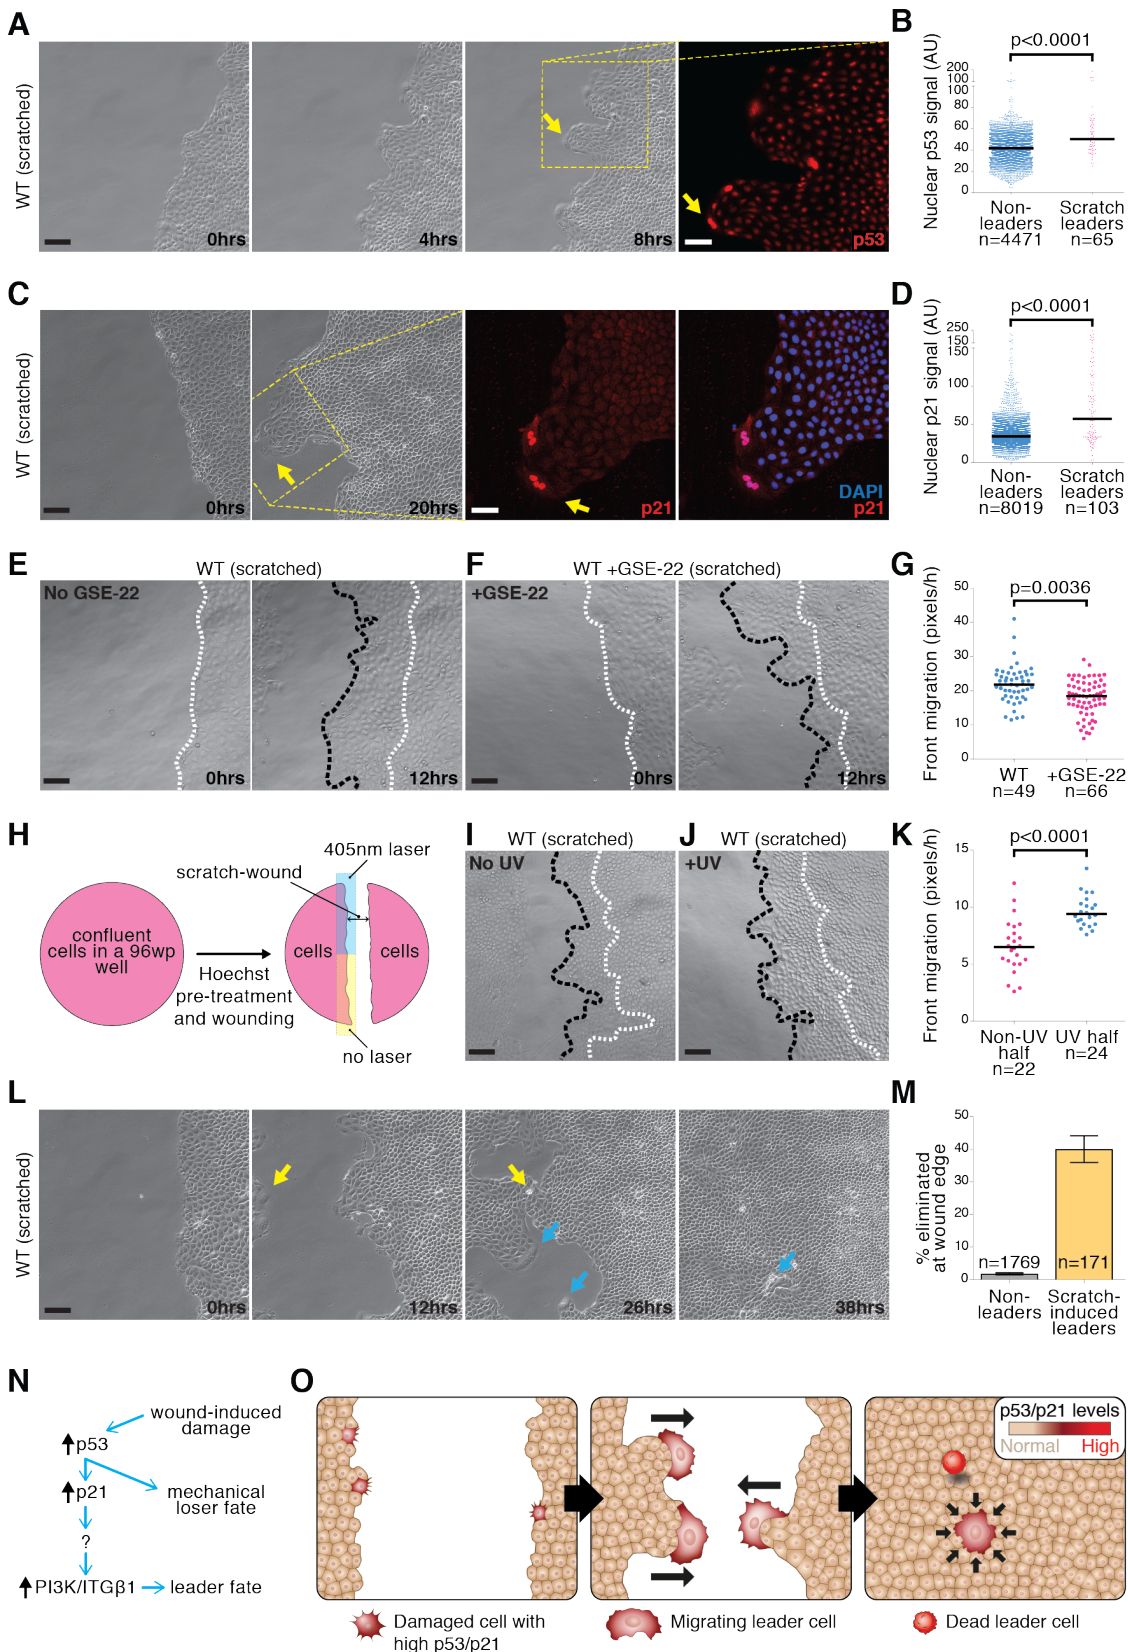 A
WT (scratched)
0hrs
4hrs
8hrs
p53
B
p<0.0001
Nuclear p53 signal (AU)
200
100
100
80
60
40
20
0
Non-leaders
n=4471
Scratch leaders
n=65
C
WT (scratched)
0hrs
20hrs
p21
DAPI
p21
D
p<0.0001
Nuclear p21 signal (AU)
250
150
150
100
50
0
Non-leaders
n=8019
Scratch leaders
n=103
E
WT (scratched)
No GSE-22
0hrs
12hrs
F
WT +GSE-22 (scratched)
+GSE-22
0hrs
12hrs
G
p=0.0036
Front migration (pixels/h)
50
40
30
20
10
0
WT
n=49
+GSE-22
n=66
H
405nm laser
scratch-wound
confluent
cells in a 96wp
well
Hoechst
pre-treatment
and wounding
cells
cells
no laser
I
WT (scratched)
No UV
J
WT (scratched)
+UV
K
p<0.0001
Front migration (pixels/h)
15
10
5
0
Non-UV
half
n=22
UV half
n=24
L
WT (scratched)
0hrs
12hrs
26hrs
38hrs
M
% eliminated
at wound edge
50
40
30
20
10
0
n=1769
n=171
Non-
leaders
Scratch-
induced
leaders
N
wound-induced
damage
p53
p21
mechanical
loser fate
?
PI3K/ITGβ1
leader fate
O
p53/p21 levels
Normal
High
Damaged cell with
high p53/p21
Migrating leader cell
Dead leader cell